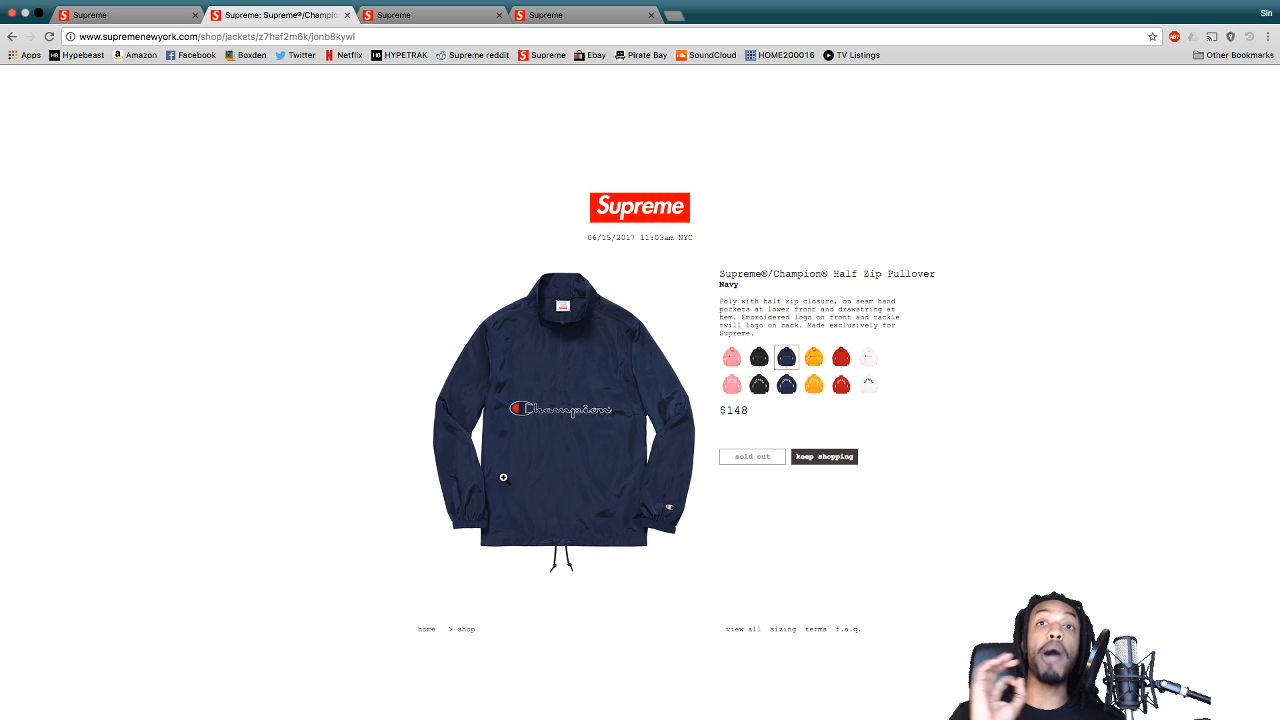 Supreme
Supreme: Supreme®/Champio
Supreme
Supreme
Sin
www.supremenewyork.com/shop/jackets/z7haf2m6k/jonb8kywl
Apps
Hypebeast
Amazon
Facebook
Boxden
Twitter
Netflix
HYPETRAK
Supreme reddit
Supreme
Ebay
Pirate Bay
SoundCloud
HOME200016
TV Listings
Other Bookmarks
Supreme
06/15/2017 11:03am NYC
Supreme®/Champion® Half Zip Pullover
Navy
Poly with half zip closure, on seam hand
pockets at lower front and drawstring at
hem. Embroidered logo on front and tackle
twill logo on back. Made exclusively for
Supreme.
Champion
$148
sold out
keep shopping
home > shop
view all sizing terms f.a.q.